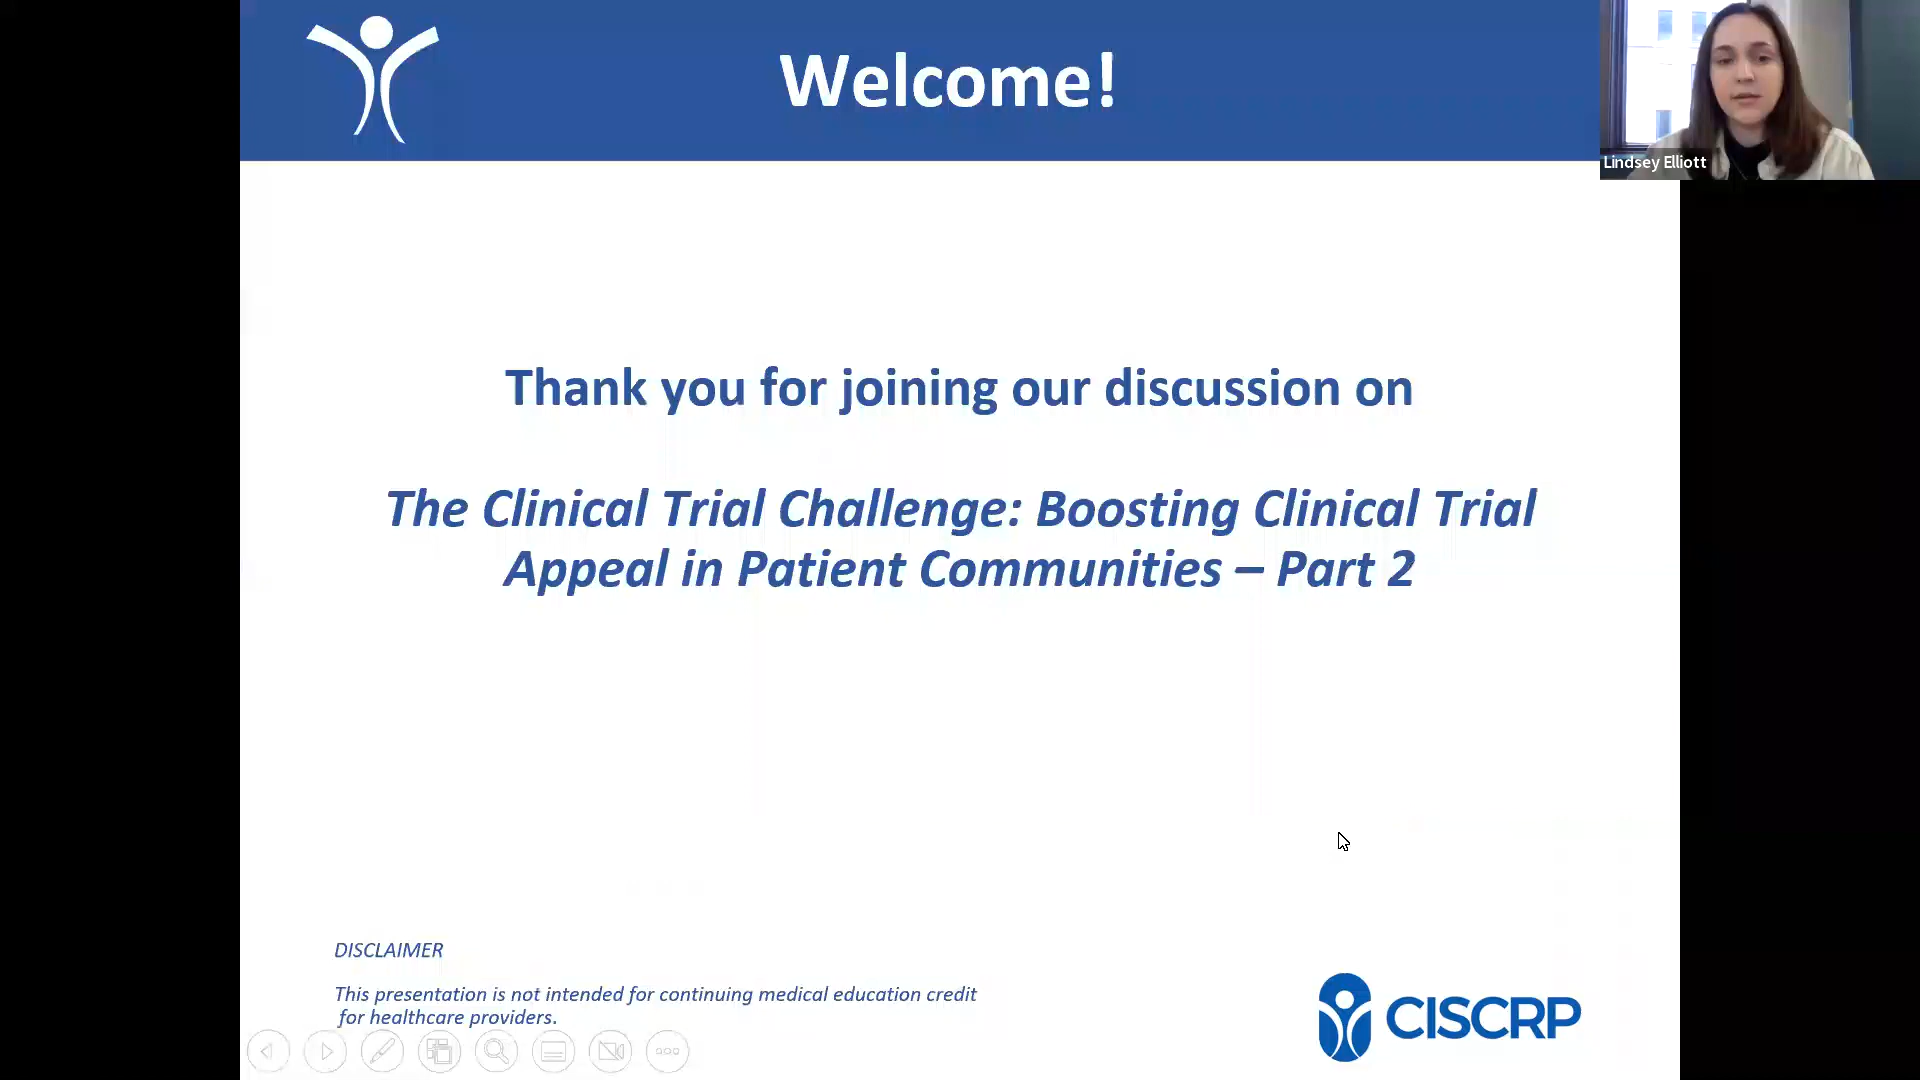 Welcome!
Lindsey Elliott
Thank you for joining our discussion on
The Clinical Trial Challenge: Boosting Clinical Trial
Appeal in Patient Communities – Part 2
DISCLAIMER
This presentation is not intended for continuing medical education credit
for healthcare providers.
CISCRP